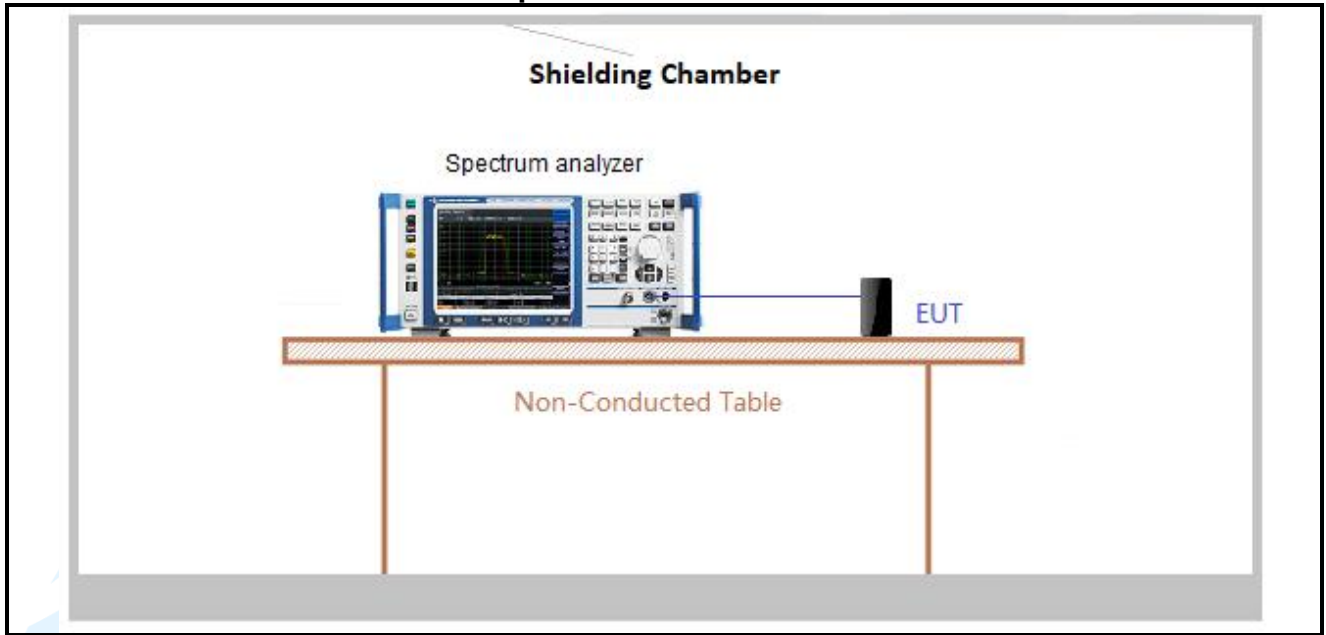 Shielding Chamber
Spectrum analyzer
EUT
Non-Conducted Table